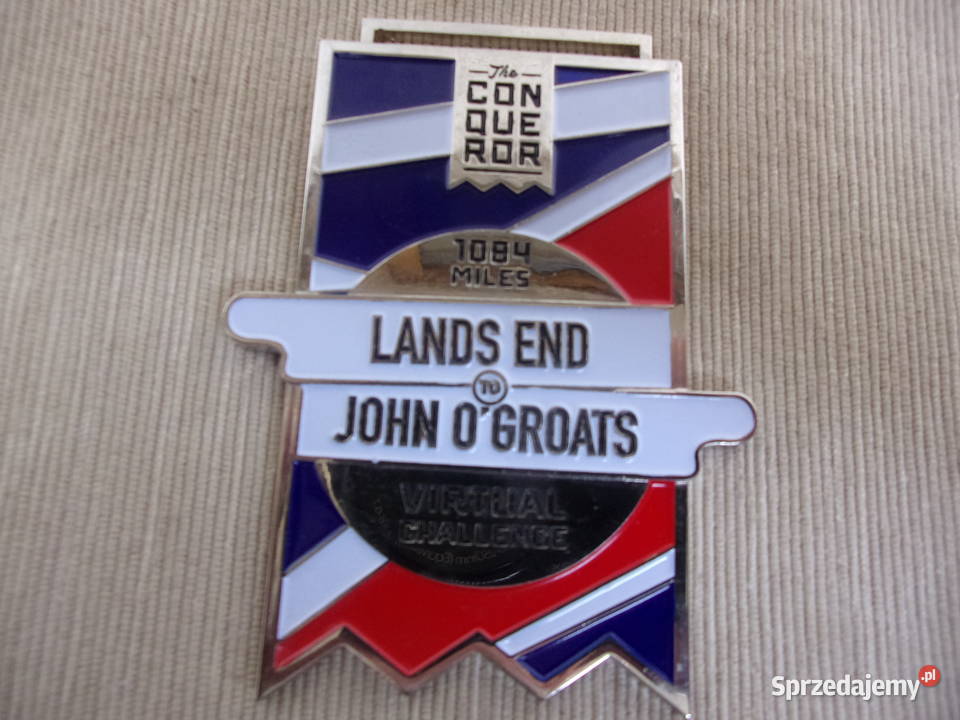 The
CON
QUE
ROR
1084
MILES
LANDS END
TO
JOHN O'GROATS
VIRTUAL
CHALLENGE
Sprzedajemy.pl